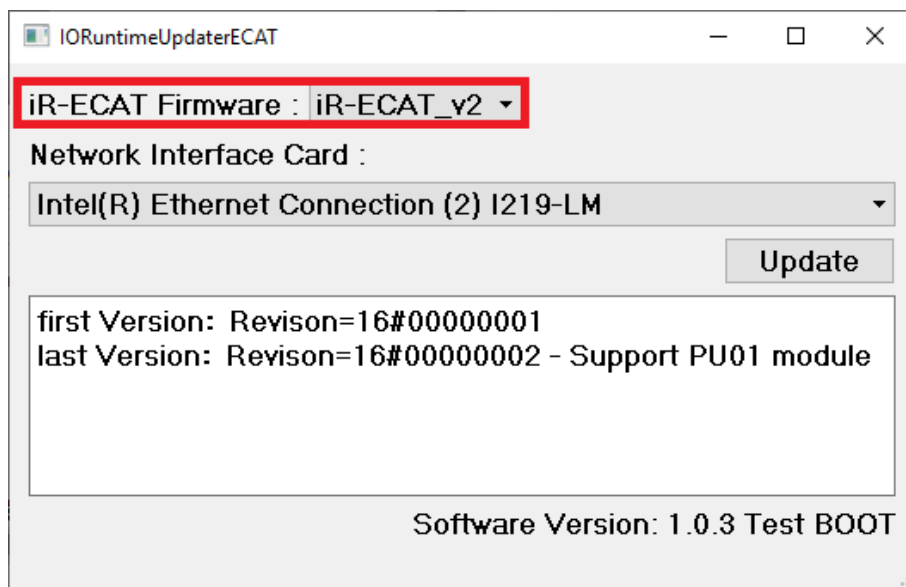 IORuntimeUpdaterECAT
iR-ECAT Firmware : iR-ECAT_v2
Network Interface Card :
Intel(R) Ethernet Connection (2) I219-LM
Update
first Version: Revison=16#00000001
last Version: Revison=16#00000002 - Support PU01 module
Software Version: 1.0.3 Test BOOT